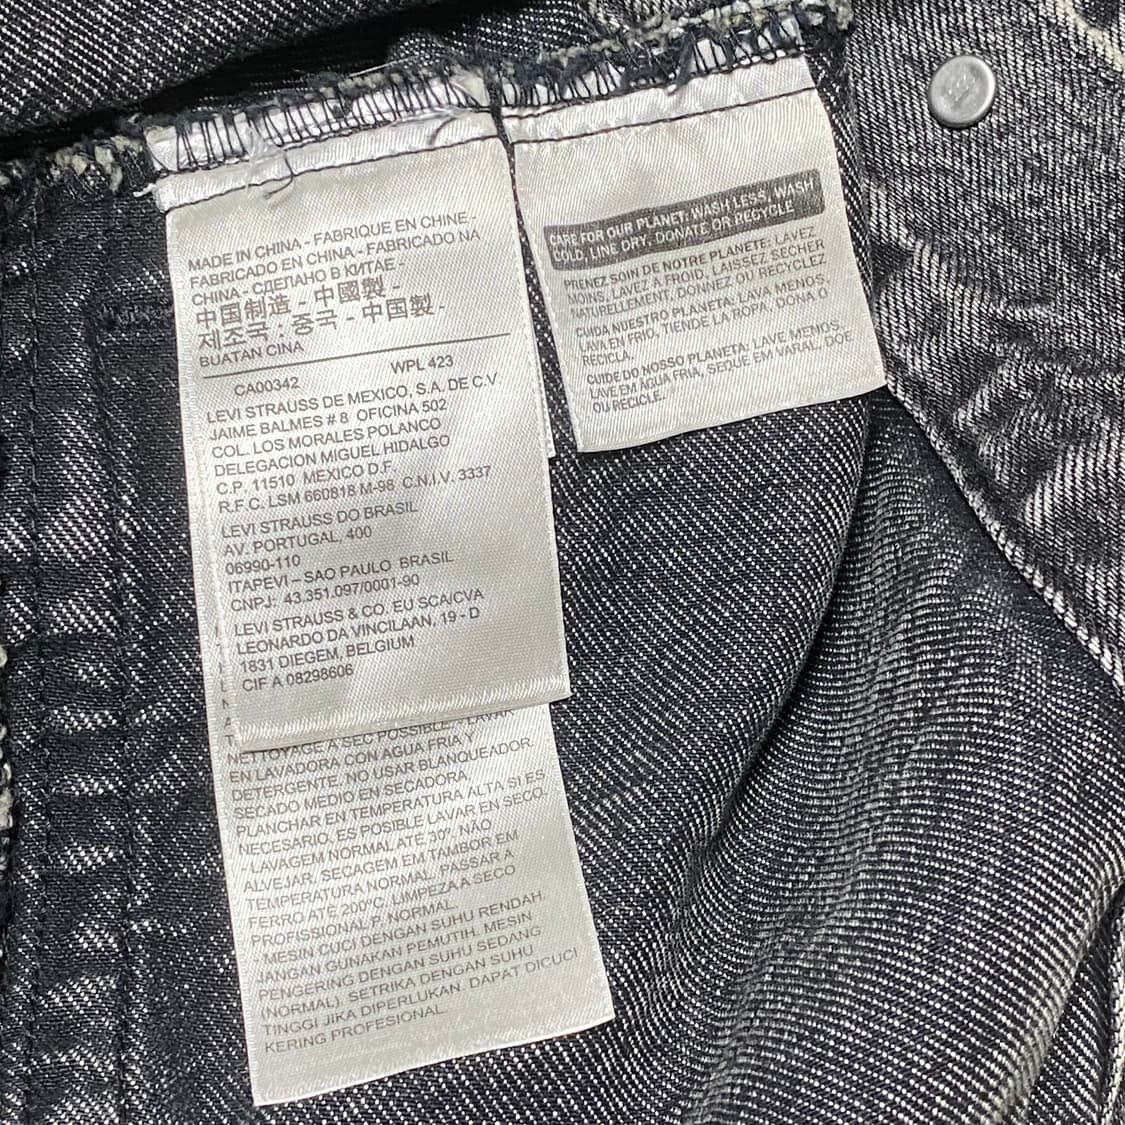 MADE IN CHINA - FABRIQUE EN CHINE -
FABRICADO EN CHINA - FABRICADO NA
CHINA - СДЕЛАНО В КИТАЕ -
中国制造 - 中國製 -
제조국 : 중국 - 中国製 -
BUATAN CINA
CA00342 WPL 423
LEVI STRAUSS DE MEXICO, S.A. DE C.V.
JAIME BALMES # 8 OFICINA 502
COL. LOS MORALES POLANCO
DELEGACION MIGUEL HIDALGO
C.P. 11510 MEXICO D.F.
R.F.C. LSM 660818 M-98 C.N.I.V. 3337
LEVI STRAUSS DO BRASIL
AV. PORTUGAL, 400
06990-110
ITAPEVI – SAO PAULO BRASIL
CNPJ: 43.351.097/0001-90
LEVI STRAUSS & CO. EU SCA/CVA
LEONARDO DA VINCILAAN, 19 - D
1831 DIEGEM, BELGIUM
CIF A 08298606
NETTOYAGE A SEC POSSIBLE - LAVAR
EN LAVADORA CON AGUA FRIA Y
DETERGENTE. NO USAR BLANQUEADOR.
SECADO MEDIO EN SECADORA.
PLANCHAR EN TEMPERATURA ALTA SI ES
NECESARIO. ES POSIBLE LAVAR EN SECO.
- LAVAGEM NORMAL ATÉ 30º. NÃO
ALVEJAR. SECAGEM EM TAMBOR EM
TEMPERATURA NORMAL. PASSAR A
FERRO ATÉ 200ºC. LIMPEZA A SECO
PROFISSIONAL P. NORMAL
- MESIN CUCI DENGAN SUHU RENDAH.
JANGAN GUNAKAN PEMUTIH. MESIN
PENGERING DENGAN SUHU SEDANG
(NORMAL). SETRIKA DENGAN SUHU
TINGGI JIKA DIPERLUKAN. DAPAT DICUCI
KERING PROFESIONAL.
CARE FOR OUR PLANET: WASH LESS, WASH
COLD, LINE DRY, DONATE OR RECYCLE
PRENEZ SOIN DE NOTRE PLANETE: LAVEZ
MOINS, LAVEZ A FROID, LAISSEZ SECHER
NATURELLEMENT, DONNEZ OU RECYCLEZ
CUIDA NUESTRO PLANETA: LAVA MENOS,
LAVA EN FRIO, TIENDE LA ROPA, DONA O
RECICLA.
CUIDE DO NOSSO PLANETA: LAVE MENOS,
LAVE EM ÁGUA FRIA, SEQUE EM VARAL, DOE
OU RECICLE.